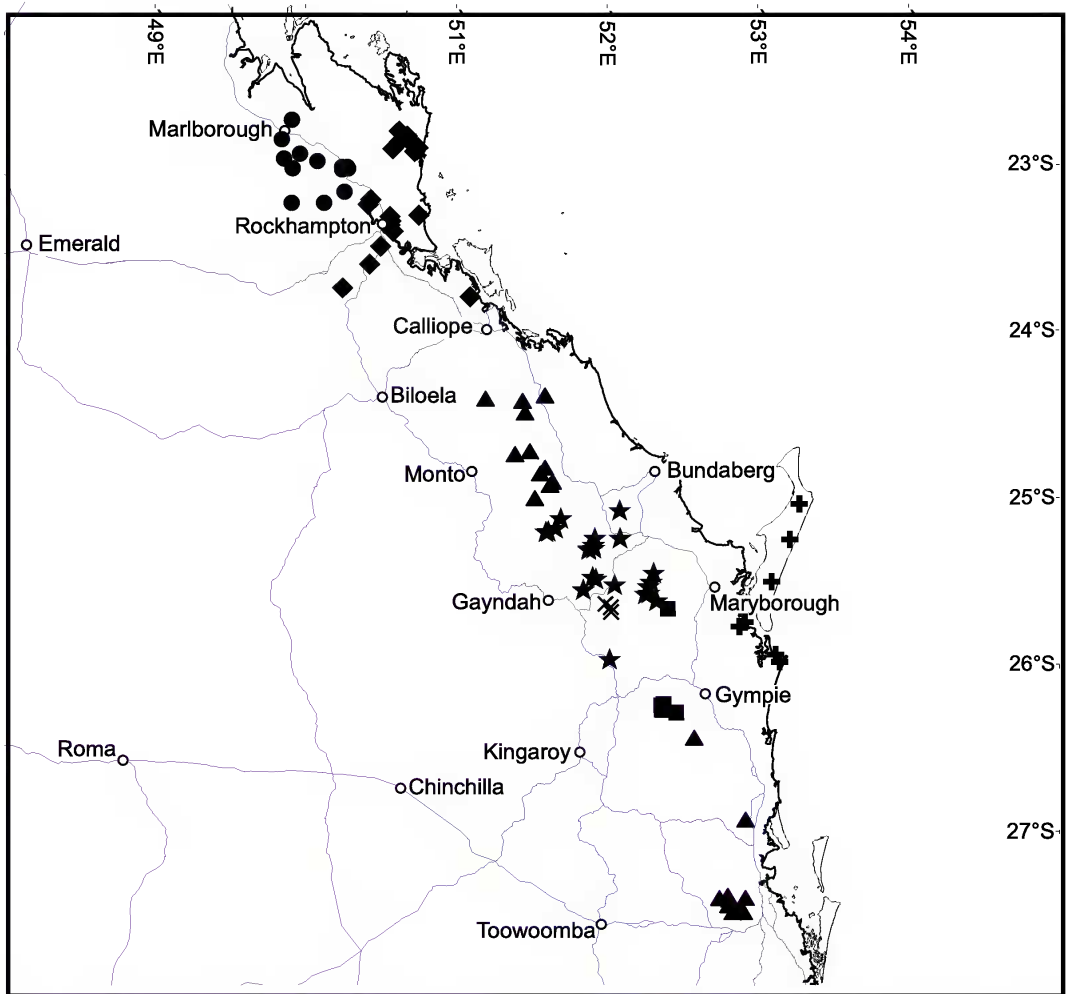 49°E
51°E
52°E
53°E
54°E
Marlborough
23°S
Rockhampton
Emerald
Calliope
24°S
Biloela
Monto
Bundaberg
25°S
Gayndah
Maryborough
26°S
Gympie
Roma
Kingaroy
Chinchilla
27°S
Toowoomba